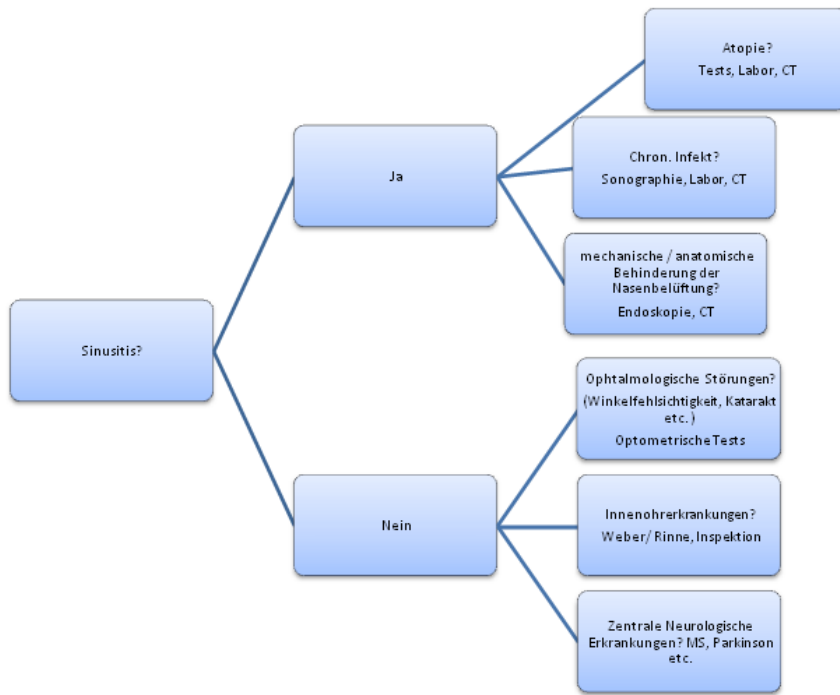 Sinusitis?
Ja
Atopie?
Tests, Labor, CT
Chron. Infekt?
Sonographie, Labor, CT
mechanische / anatomische
Behinderung der
Nasenbelüftung?
Endoskopie, CT
Nein
Ophtalmologische Störungen?
(Winkelfehlsichtigkeit, Katarakt
etc.)
Optometrische Tests
Innenohrerkrankungen?
Weber/ Rinne, Inspektion
Zentrale Neurologische
Erkrankungen? MS, Parkinson
etc.